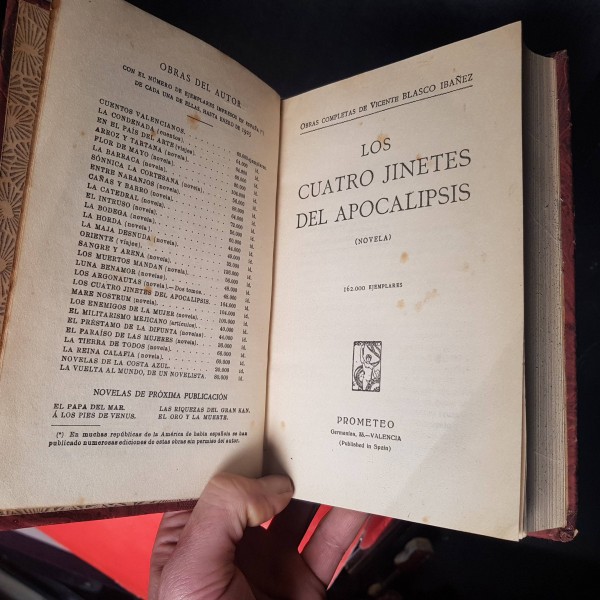 OBRAS DEL AUTOR
CON EL NÚMERO DE EJEMPLARES IMPRESOS EN ESPAÑA (*)
DE CADA UNA DE ELLAS, HASTA ENERO DE
CUENTOS VALENCIANOS.
LA CONDENADA (cuentos).
EN EL PAÍS DEL ARTE (viajes)
ARROZ Y TARTANA (novela).
FLOR DE MAYO (novela).
LA BARRACA (novela).
SÓNNICA LA CORTESANA (novela).
ENTRE NARANJOS (novela).
CAÑAS Y BARRO (novela).
LA CATEDRAL (novela).
EL INTRUSO (novela).
LA BODEGA (novela).
LA HORDA (novela).
LA MAJA DESNUDA (novela).
ORIENTE (viajes).
SANGRE Y ARENA (novela).
LOS MUERTOS MANDAN (novela).
LUNA BENAMOR (novelas).
LOS ARGONAUTAS (novela).—Dos tomos.
LOS CUATRO JINETES DEL APOCALIPSIS.
MARE NOSTRUM (novela).
LOS ENEMIGOS DE LA MUJER (novela).
EL MILITARISMO MEJICANO (artículos).
EL PRÉSTAMO DE LA DIFUNTA (novelas).
EL PARAÍSO DE LAS MUJERES (novela).
LA TIERRA DE TODOS (novela).
LA REINA CALAFIA (novela).
NOVELAS DE LA COSTA AZUL.
LA VUELTA AL MUNDO, DE UN NOVELISTA.
NOVELAS DE PRÓXIMA PUBLICACIÓN
EL PAPA DEL MAR. LAS RIQUEZAS DEL GRAN KAN.
Á LOS PIES DE VENUS. EL ORO Y LA MUERTE.
(*) En muchas repúblicas de la América de habla española se han
publicado numerosas ediciones de estas obras sin permiso del autor.
OBRAS COMPLETAS DE VICENTE BLASCO IBAÑEZ
LOS
CUATRO JINETES
DEL APOCALIPSIS
(NOVELA)
162.000 EJEMPLARES
PROMETEO
Germanías, 33.—VALENCIA
(Published in Spain)